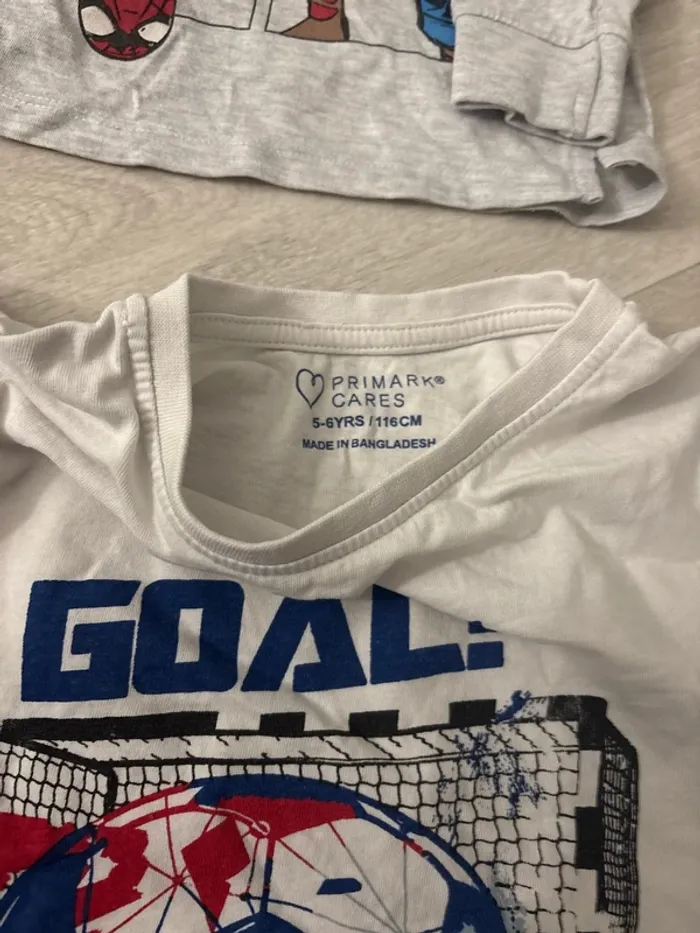 PRIMARK®
CARES
5-6YRS / 116CM
MADE IN BANGLADESH
GOAL!